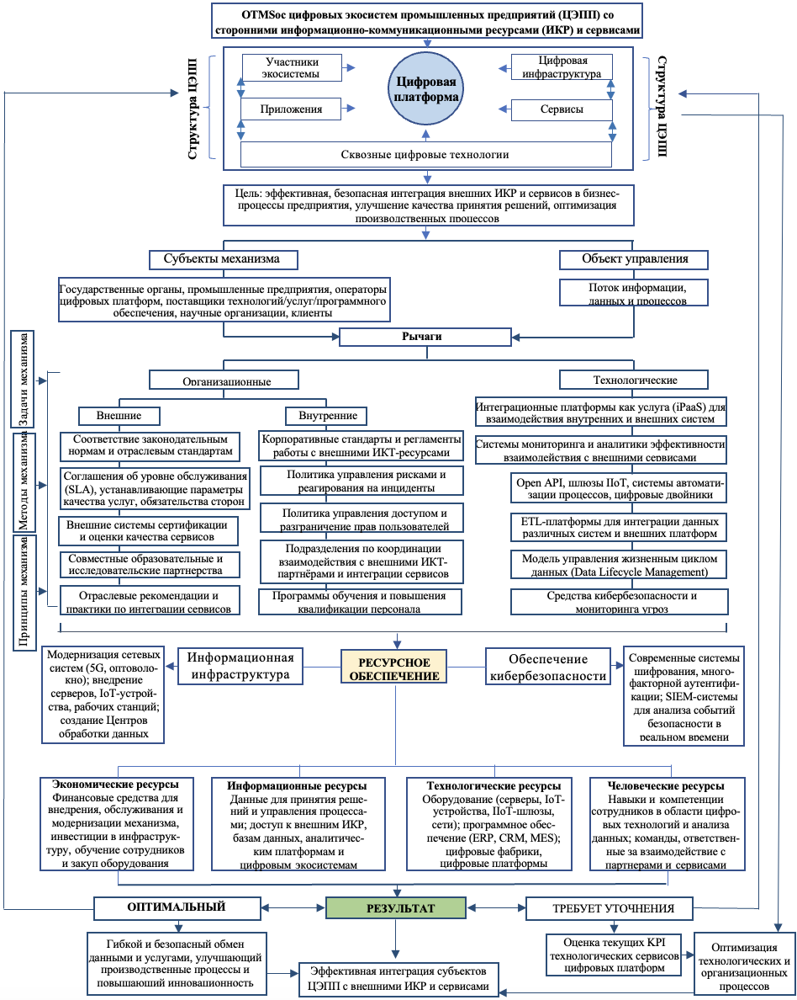 OTMSoc цифровых экосистем промышленных предприятий (ЦЭПП) со
сторонними информационно-коммуникационными ресурсами (ИКР) и сервисами
Структура ЦЭПП
Участники
экосистемы
Приложения
Цифровая
платформа
Цифровая
инфраструктура
Сервисы
Структура ЦЭПП
Сквозные цифровые технологии
Цель: эффективная, безопасная интеграция внешних ИКР и сервисов в бизнес-
процессы предприятия, улучшение качества принятия решений, оптимизация
производственных процессов
Субъекты механизма
Объект управления
Государственные органы, промышленные предприятия, операторы
цифровых платформ, поставщики технологий/услуг/программного
обеспечения, научные организации, клиенты
Поток информации,
данных и процессов
Рычаги
Задачи механизма
Методы механизма
Принципы механизма
Организационные
Технологические
Внешние
Внутренние
Соответствие законодательным
нормам и отраслевым стандартам
Соглашения об уровне обслуживания
(SLA), устанавливающие параметры
качества услуг, обязательства сторон
Внешние системы сертификации
и оценки качества сервисов
Совместные образовательные и
исследовательские партнерства
Отраслевые рекомендации и
практики по интеграции сервисов
Корпоративные стандарты и регламенты
работы с внешними ИКТ-ресурсами
Политика управления рисками и
реагирования на инциденты
Политика управления доступом и
разграничение прав пользователей
Подразделения по координации
взаимодействия с внешними ИКТ-
партнёрами и интеграции сервисов
Программы обучения и повышения
квалификации персонала
Интеграционные платформы как услуга (iPaaS) для
взаимодействия внутренних и внешних систем
Системы мониторинга и аналитики эффективности
взаимодействия с внешними сервисами
Open API, шлюзы IIoT, системы автомати-
зации процессов, цифровые двойники
ETL-платформы для интеграции данных
различных систем и внешних платформ
Модель управления жизненным циклом
данных (Data Lifecycle Management)
Средства кибербезопасности и
мониторинга угроз
Модернизация сетевых
систем (5G, оптоволо-
кно); внедрение
серверов, IoT-устрой-
ства, рабочих станций;
создание Центров
обработки данных
Информационная
инфраструктура
РЕСУРСНОЕ
ОБЕСПЕЧЕНИЕ
Обеспечение
кибербезопасности
Современные системы
шифрования, много-
факторной аутентифи-
кации; SIEM-системы
для анализа событий
безопасности в
реальном времени
Экономические ресурсы
Финансовые средства для
внедрения, обслуживания и
модернизации механизма,
инвестиции в инфраструк-
туру, обучение сотрудников
и закуп оборудования
Информационные ресурсы
Данные для принятия реше-
ний и управления процесса-
ми; доступ к внешним ИКР,
базам данных, аналитичес-
ким платформам и
цифровым экосистемам
Технологические ресурсы
Оборудование (серверы, IoT-
устройства, IIoT-шлюзы,
сети); программное обес-
печение (ERP, CRM, MES);
цифровые фабрики,
цифровые платформы
Человеческие ресурсы
Навыки и компетенции
сотрудников в области цифро-
вых технологий и анализа
данных; команды, ответствен-
ные за взаимодействие с
партнерами и сервисами
ОПТИМАЛЬНЫЙ
РЕЗУЛЬТАТ
ТРЕБУЕТ УТОЧНЕНИЯ
Гибкой и безопасный обмен
данными и услугами, улучшающий
производственные процессы и
повышающий инновационность
Эффективная интеграция субъектов
ЦЭПП с внешними ИКР и сервисами
Оценка текущих KPI
технологических сервисов
цифровых платформ
Оптимизация
технологических и
организационных
процессов